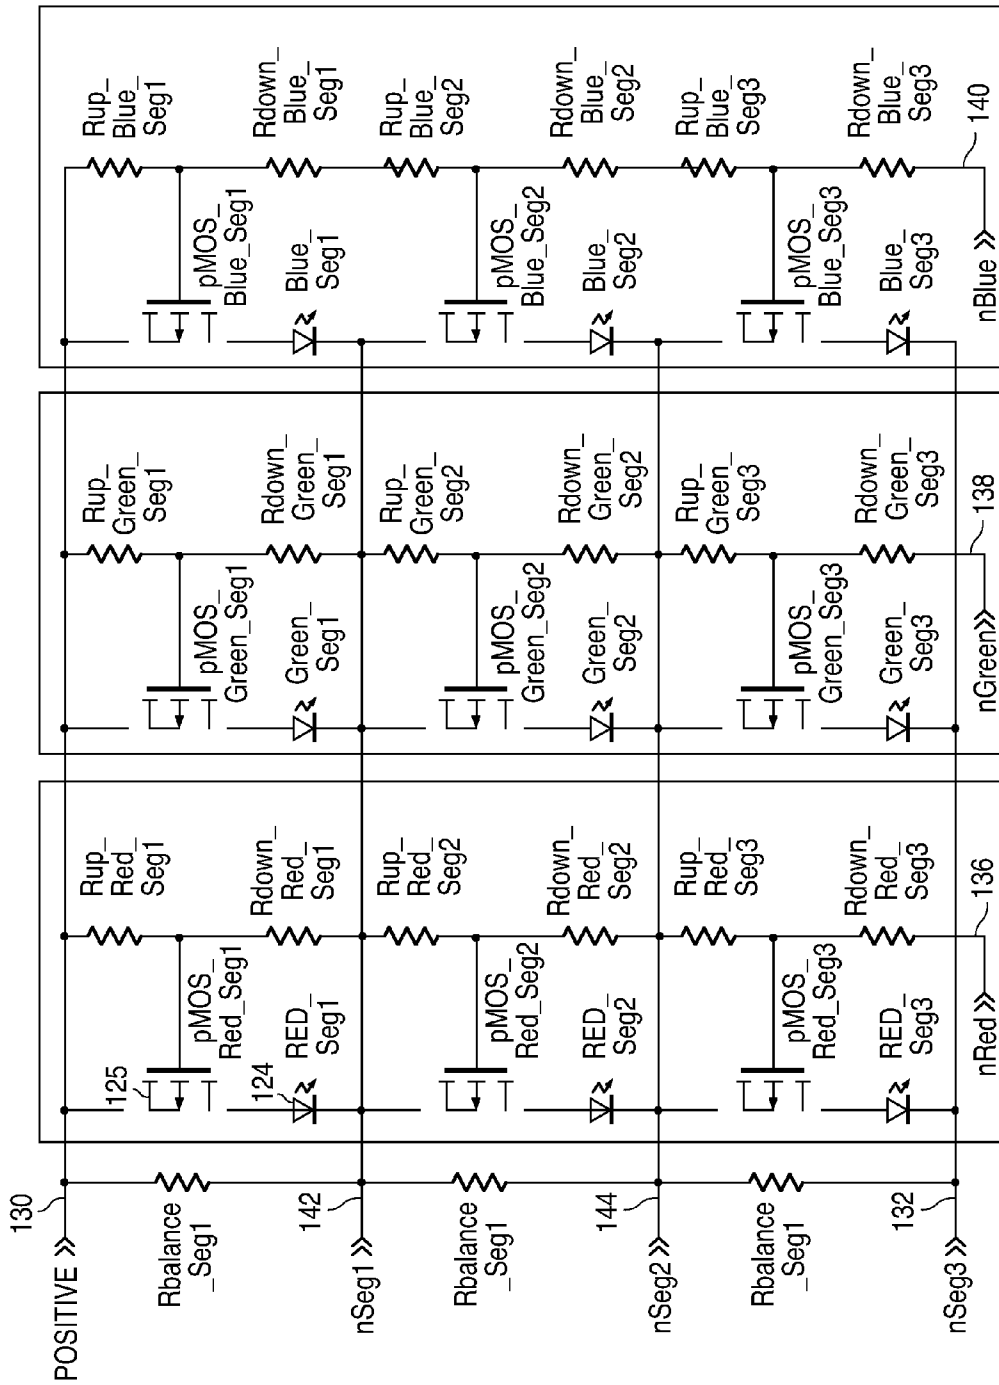 Rup_
Blue_
Seg1
Rdown_
Blue_
Seg1
Rup_
Blue_
Seg2
Rdown_
Blue_
Seg2
Rup_
Blue_
Seg3
Rdown_
Blue_
Seg3
140
pMOS_
Blue_Seg1
Blue_
Seg1
pMOS_
Blue_Seg2
Blue_
Seg2
pMOS_
Blue_Seg3
Blue_
Seg3
nBlue
Rup_
Green_
Seg1
Rdown_
Green_
Seg1
Rup_
Green_
Seg2
Rdown_
Green_
Seg2
Rup_
Green_
Seg3
Rdown_
Green_
Seg3
138
pMOS_
Green_Seg1
Green_
Seg1
pMOS_
Green_Seg2
Green_
Seg2
pMOS_
Green_Seg3
Green_
Seg3
nGreen
Rup_
Red_
Seg1
Rdown_
Red_
Seg1
Rup_
Red_
Seg2
Rdown_
Red_
Seg2
Rup_
Red_
Seg3
Rdown_
Red_
Seg3
136
pMOS_
Red_Seg1
RED_
Seg1
pMOS_
Red_Seg2
RED_
Seg2
pMOS_
Red_Seg3
RED_
Seg3
nRed
125
124
130
Rbalance
_Seg1
142
Rbalance
_Seg1
144
Rbalance
_Seg1
132
POSITIVE
nSeg1
nSeg2
nSeg3